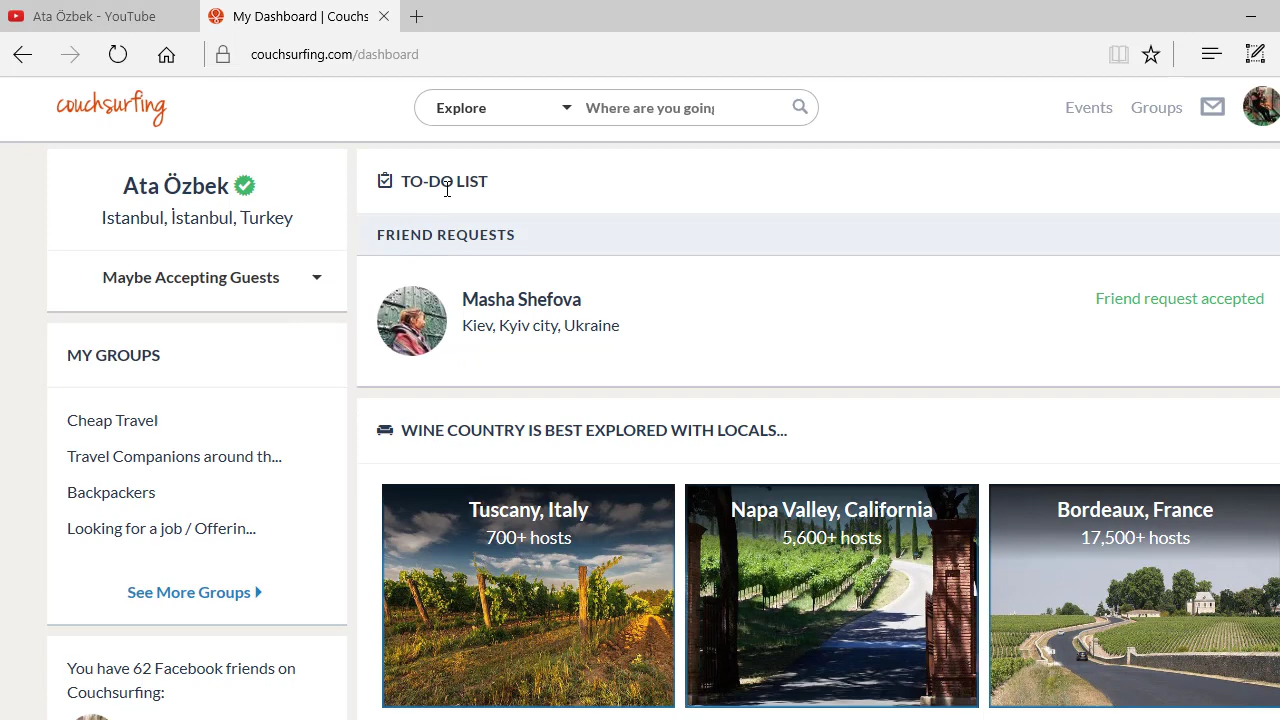 Ata Özbek - YouTube
My Dashboard | Couchs
couchsurfing.com/dashboard
couchsurfing
Explore
Where are you going
Events
Groups
Ata Özbek
Istanbul, İstanbul, Turkey
Maybe Accepting Guests
MY GROUPS
Cheap Travel
Travel Companions around th...
Backpackers
Looking for a job / Offerin...
See More Groups
You have 62 Facebook friends on
Couchsurfing:
TO-DO LIST
FRIEND REQUESTS
Masha Shefova
Kiev, Kyiv city, Ukraine
Friend request accepted
WINE COUNTRY IS BEST EXPLORED WITH LOCALS...
Tuscany, Italy
700+ hosts
Napa Valley, California
5,600+ hosts
Bordeaux, France
17,500+ hosts